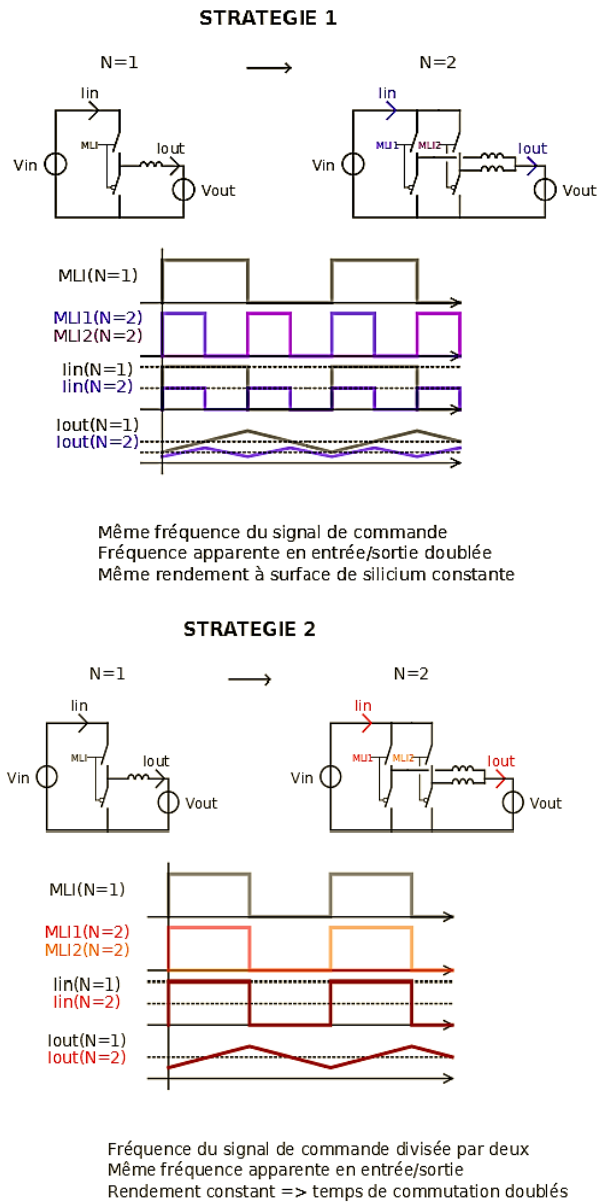 STRATEGIE 1
N=1
N=2
Iin
Iin
MLI
Iout
MLI1
MLI2
Iout
Vin
Vout
Vin
Vout
MLI(N=1)
MLI1(N=2)
MLI2(N=2)
Iin(N=1)
Iin(N=2)
Iout(N=1)
Iout(N=2)
Même fréquence du signal de commande
Fréquence apparente en entrée/sortie doublée
Même rendement à surface de silicium constante
STRATEGIE 2
N=1
N=2
Iin
Iin
MLI
Iout
MLI1
MLI2
Iout
Vin
Vout
Vin
Vout
MLI(N=1)
MLI1(N=2)
MLI2(N=2)
Iin(N=1)
Iin(N=2)
Iout(N=1)
Iout(N=2)
Fréquence du signal de commande divisée par deux
Même fréquence apparente en entrée/sortie
Rendement constant => temps de commutation doublés